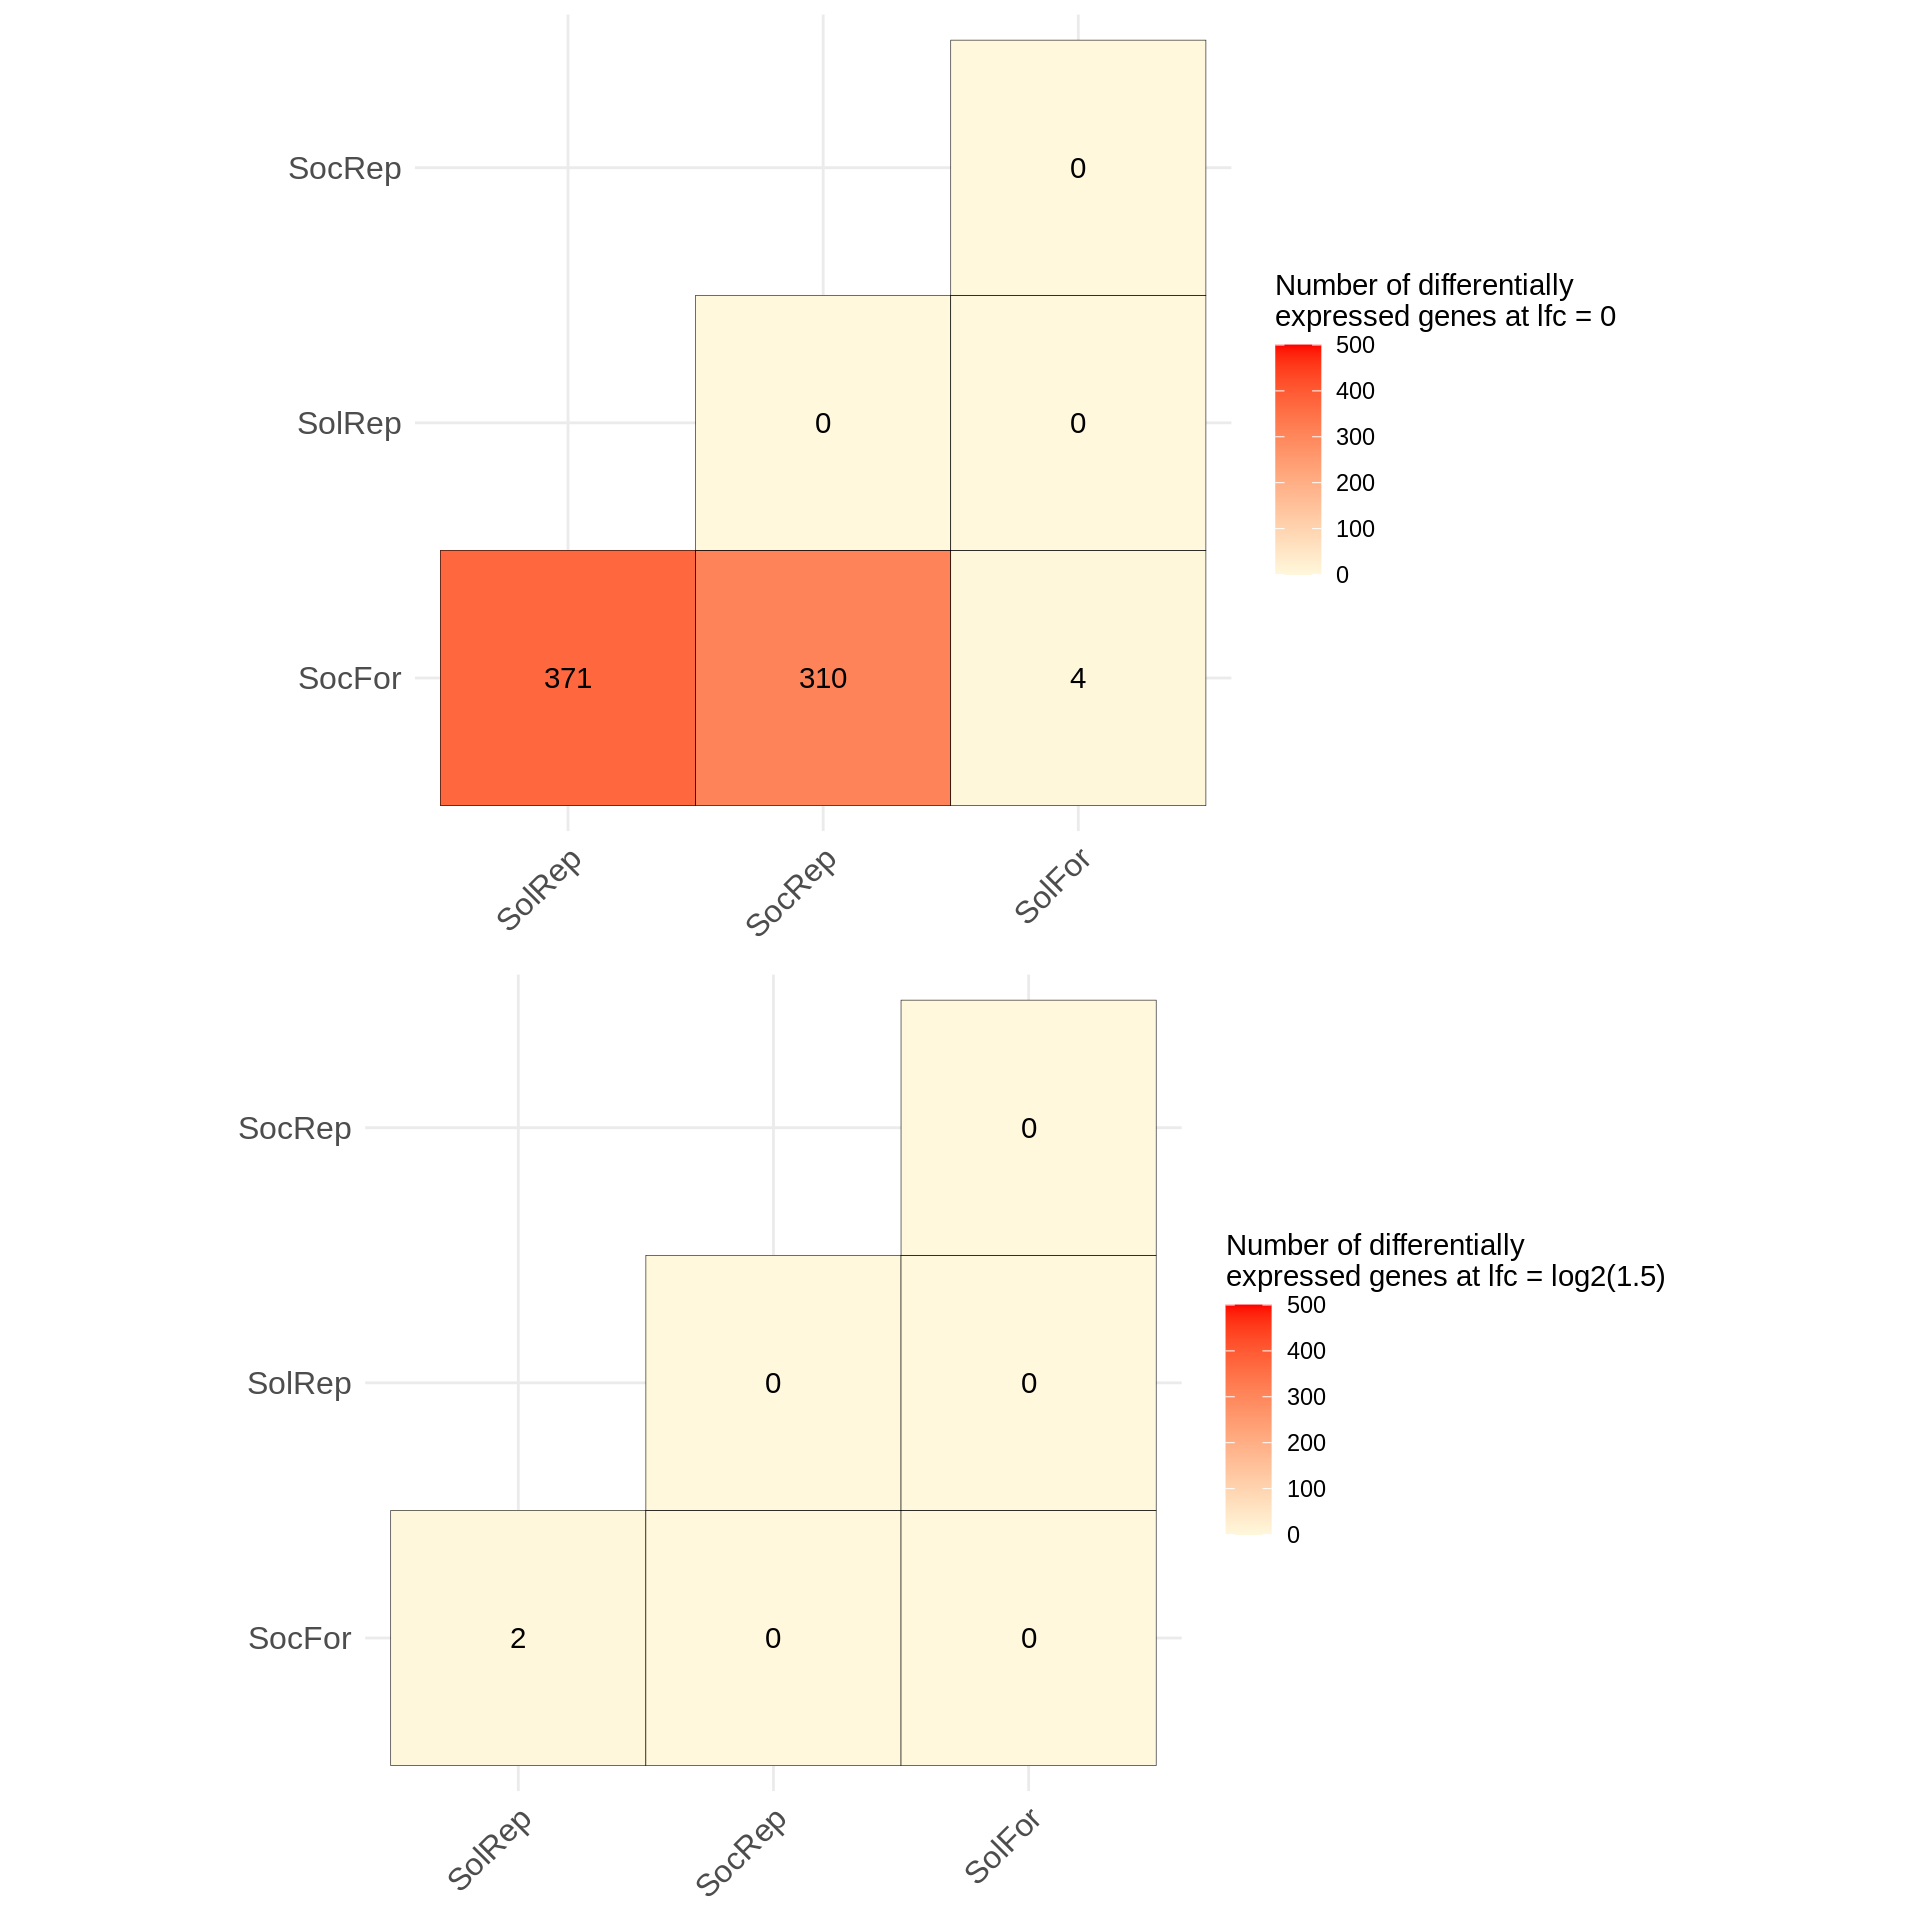 SocRep
0
Number of differentially
expressed genes at lfc = 0
500
400
300
200
100
0
SolRep
0
0
SocFor
371
310
4
SolRep
SocRep
SolFor
SocRep
0
Number of differentially
expressed genes at lfc = log2(1.5)
500
400
300
200
100
0
SolRep
0
0
SocFor
2
0
0
SolRep
SocRep
SolFor